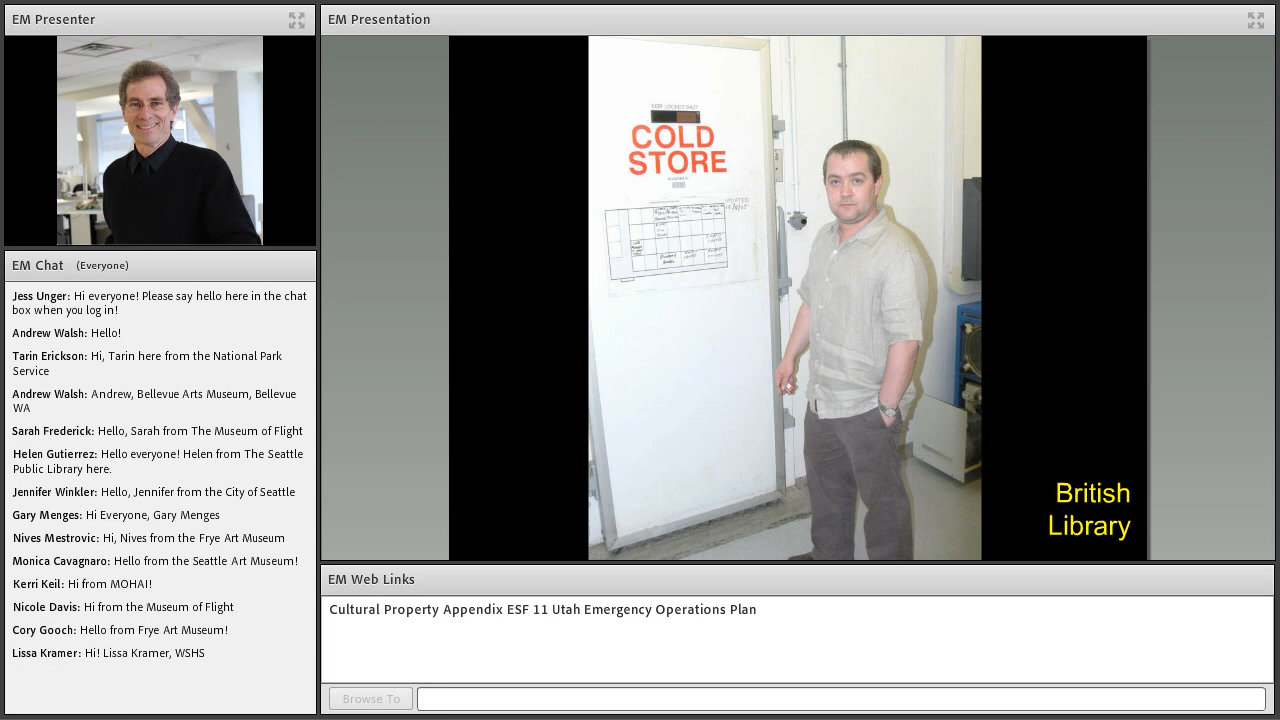 EM Presenter
EM Presentation
KEEP LOCKED SHUT
COLD
STORE
15/8/05
British
Library
EM Chat (Everyone)
Jess Unger: Hi everyone! Please say hello here in the chat
box when you log in!
Andrew Walsh: Hello!
Tarin Erickson: Hi, Tarin here from the National Park
Service
Andrew Walsh: Andrew, Bellevue Arts Museum, Bellevue
WA
Sarah Frederick: Hello, Sarah from The Museum of Flight
Helen Gutierrez: Hello everyone! Helen from The Seattle
Public Library here.
Jennifer Winkler: Hello, Jennifer from the City of Seattle
Gary Menges: Hi Everyone, Gary Menges
Nives Mestrovic: Hi, Nives from the Frye Art Museum
Monica Cavagnaro: Hello from the Seattle Art Museum!
Kerri Keil: Hi from MOHAI!
Nicole Davis: Hi from the Museum of Flight
Cory Gooch: Hello from Frye Art Museum!
Lissa Kramer: Hi! Lissa Kramer, WSHS
EM Web Links
Cultural Property Appendix ESF 11 Utah Emergency Operations Plan
Browse To